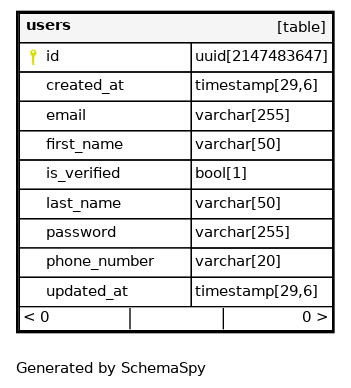 users [table]
id uuid[2147483647]
created_at timestamp[29,6]
email varchar[255]
first_name varchar[50]
is_verified bool[1]
last_name varchar[50]
password varchar[255]
phone_number varchar[20]
updated_at timestamp[29,6]
< 0 0 >
Generated by SchemaSpy